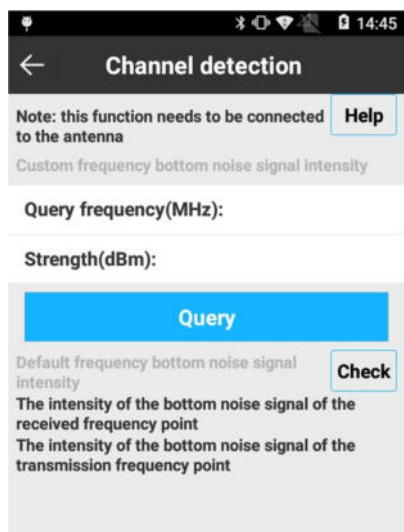 14:45
Channel detection
Note: this function needs to be connected
to the antenna
Help
Custom frequency bottom noise signal intensity
Query frequency(MHz):
Strength(dBm):
Query
Default frequency bottom noise signal
intensity
Check
The intensity of the bottom noise signal of the
received frequency point
The intensity of the bottom noise signal of the
transmission frequency point